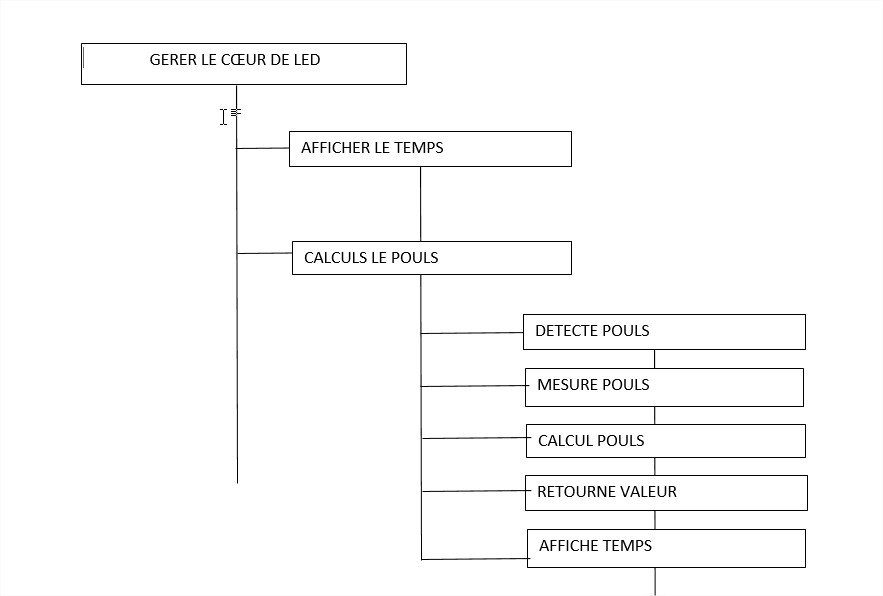 GERER LE CŒUR DE LED
AFFICHER LE TEMPS
CALCULS LE POULS
DETECTE POULS
MESURE POULS
CALCUL POULS
RETOURNE VALEUR
AFFICHE TEMPS